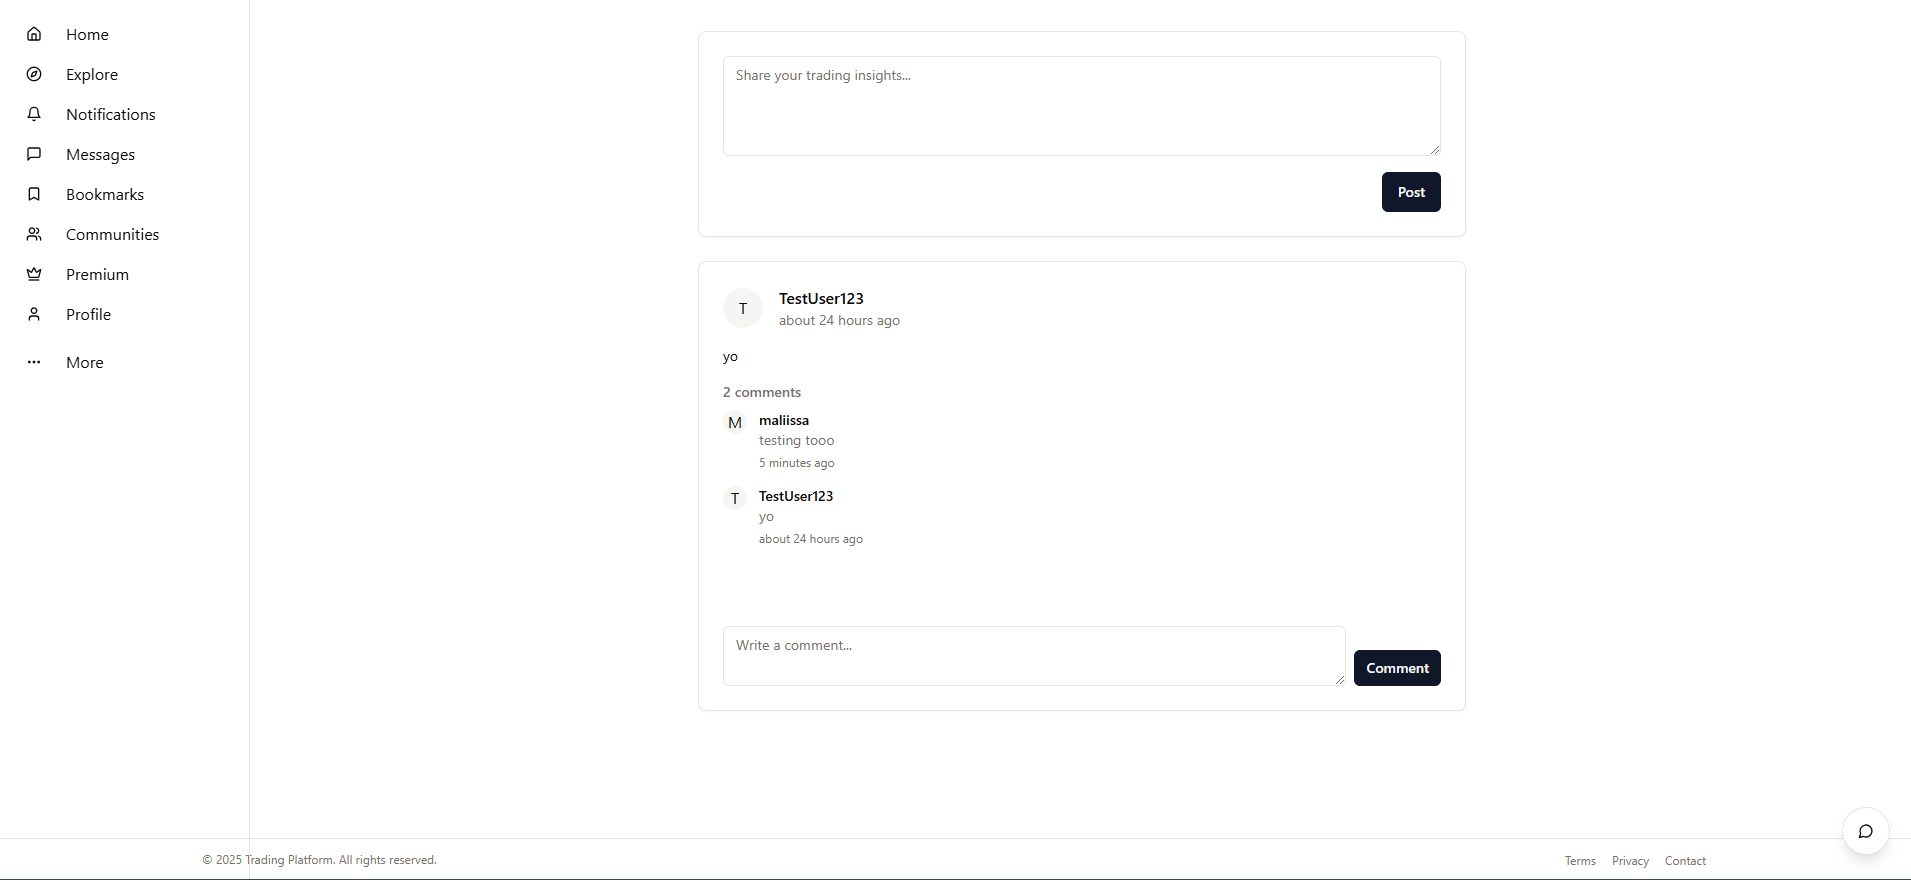 Home
Explore
Notifications
Messages
Bookmarks
Communities
Premium
Profile
More
Share your trading insights...
Post
T
TestUser123
about 24 hours ago
yo
2 comments
M
maliissa
testing tooo
5 minutes ago
T
TestUser123
yo
about 24 hours ago
Write a comment...
Comment
© 2025 Trading Platform. All rights reserved.
Terms Privacy Contact